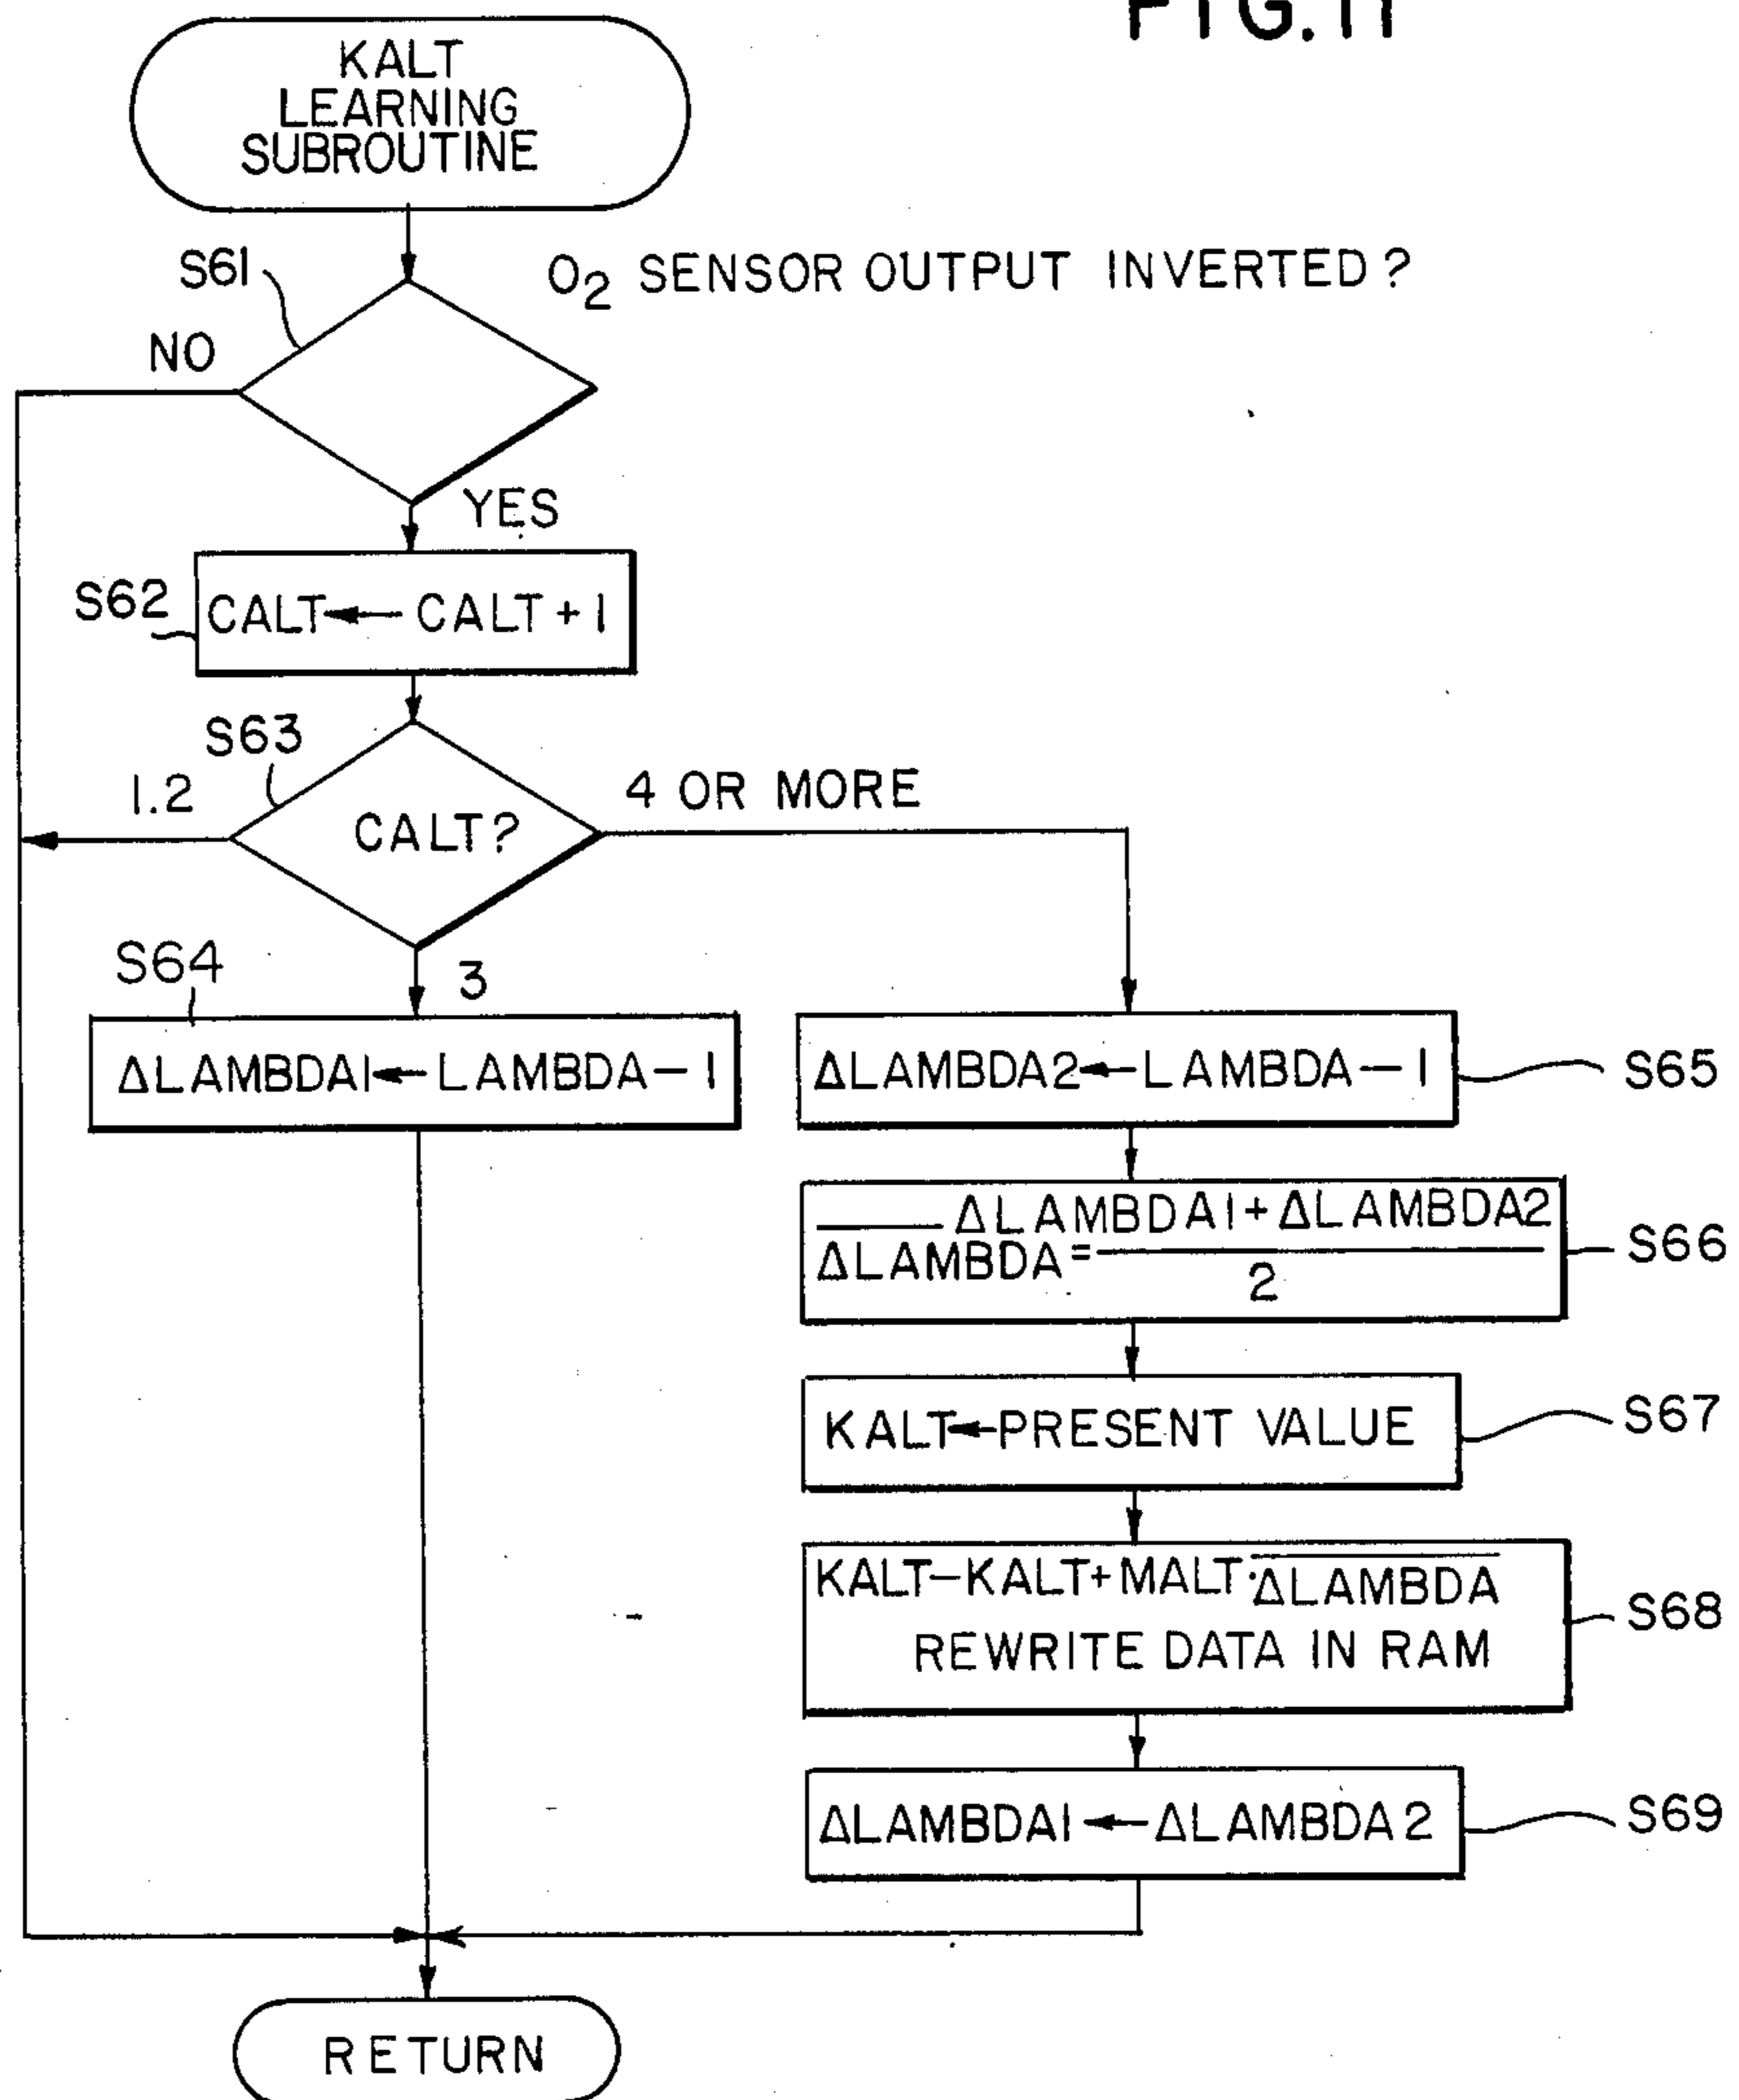 FIG. 11
KALT
LEARNING
SUBROUTINE
S61
O2 SENSOR OUTPUT INVERTED?
NO
YES
S62
CALT ← CALT + 1
S63
1.2
CALT?
4 OR MORE
S64
3
ΔLAMBDA1 ← LAMBDA - 1
ΔLAMBDA2 ← LAMBDA - 1
S65
ΔLAMBDA1 + ΔLAMBDA2
ΔLAMBDA =
2
S66
KALT ← PRESENT VALUE
S67
KALT - KALT + MALT · ΔLAMBDA
REWRITE DATA IN RAM
S68
ΔLAMBDA1 ← ΔLAMBDA2
S69
RETURN